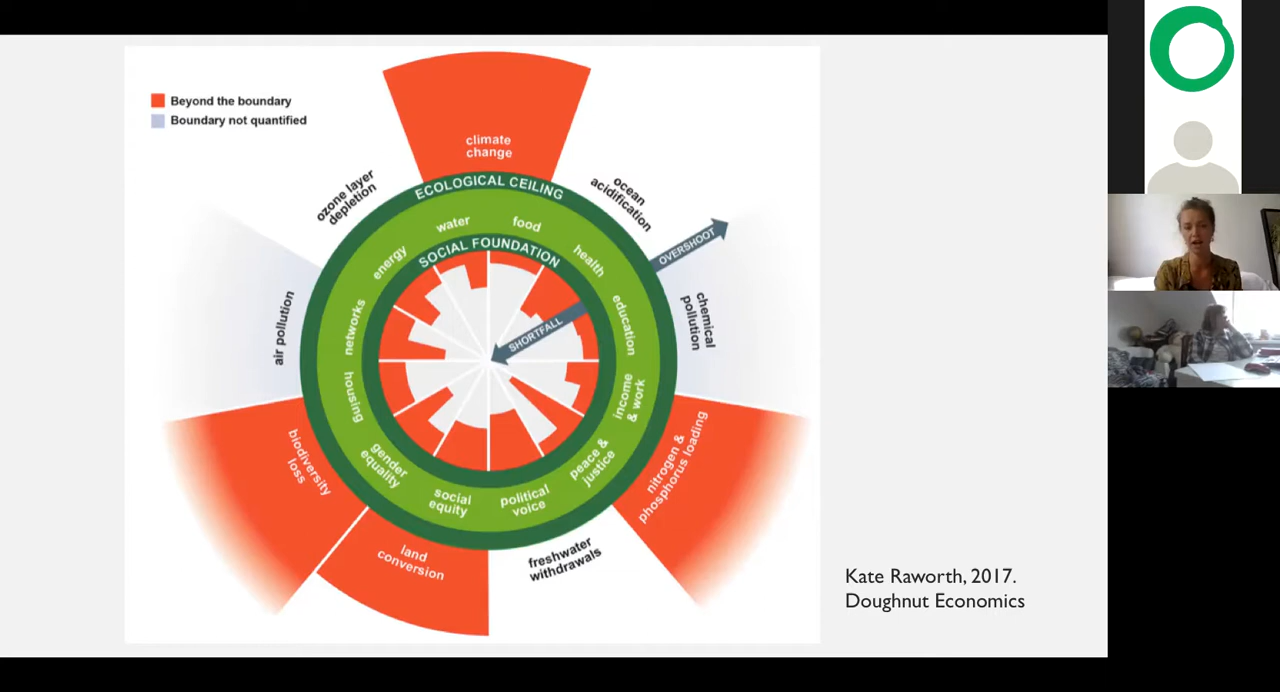 Beyond the boundary
Boundary not quantified
climate
change
ozone layer
depletion
ocean
acidification
ECOLOGICAL CEILING
water
food
energy
health
SOCIAL FOUNDATION
OVERSHOOT
SHORTFALL
air pollution
networks
education
chemical
pollution
housing
income
& work
biodiversity
loss
gender
equality
social
equity
political
voice
peace &
justice
nitrogen &
phosphorus loading
land
conversion
freshwater
withdrawals
Kate Raworth, 2017.
Doughnut Economics